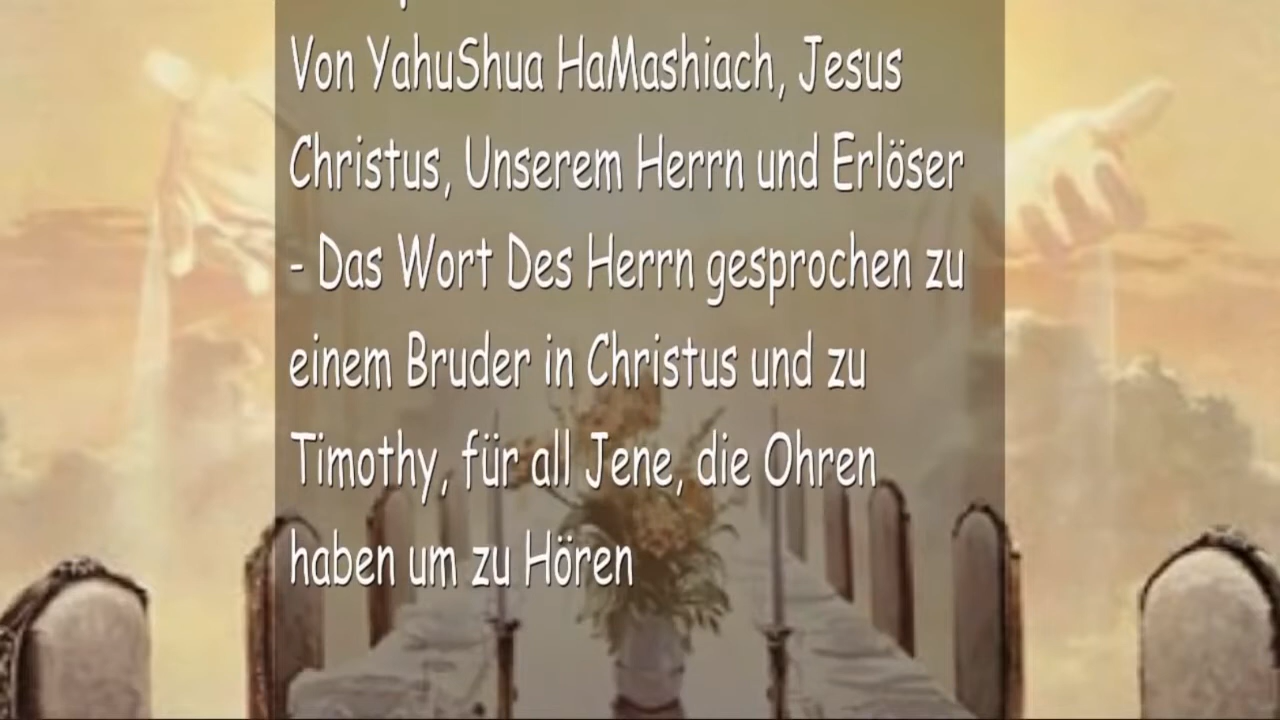 Von YahuShua HaMashiach, Jesus
Christus, Unserem Herrn und Erlöser
- Das Wort Des Herrn gesprochen zu
einem Bruder in Christus und zu
Timothy, für all Jene, die Ohren
haben um zu Hören